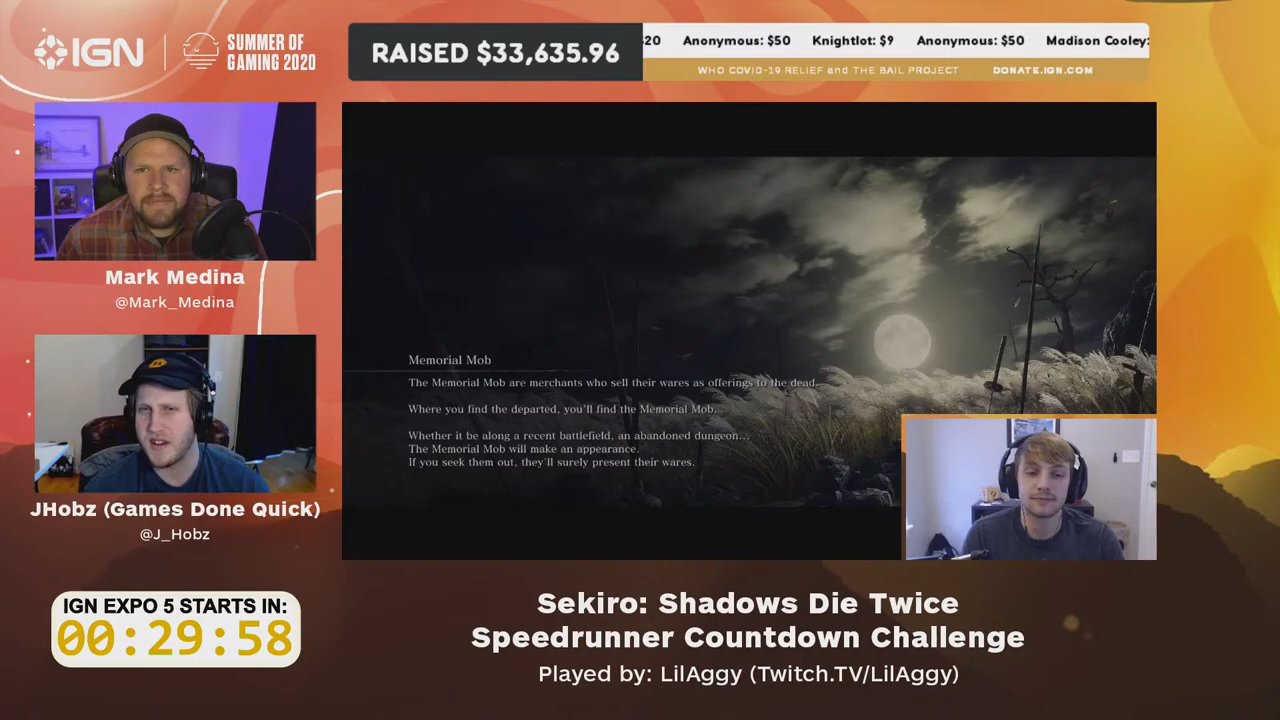 IGN
SUMMER OF
GAMING 2020
RAISED $33,635.96
20 Anonymous: $50 Knightlot: $9 Anonymous: $50 Madison Cooley:
WHO COVID-19 RELIEF and THE BAIL PROJECT DONATE.IGN.COM
Mark Medina
@Mark_Medina
JHobz (Games Done Quick)
@J_Hobz
Memorial Mob
The Memorial Mob are merchants who sell their wares as offerings to the dead.
Where you find the departed, you'll find the Memorial Mob.
Whether it be along a recent battlefield, an abandoned dungeon...
The Memorial Mob will make an appearance.
If you seek them out, they'll surely present their wares.
IGN EXPO 5 STARTS IN:
00:29:58
Sekiro: Shadows Die Twice
Speedrunner Countdown Challenge
Played by: LilAggy (Twitch.TV/LilAggy)